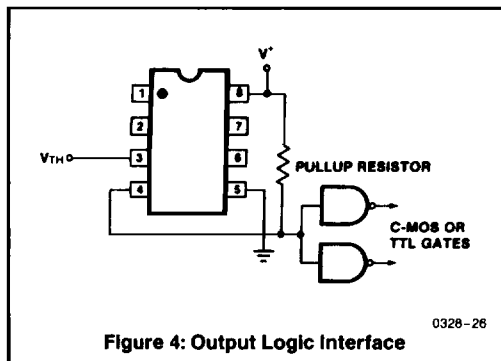 V+
1 8
2 7
VTH 3 6
4 5
PULLUP RESISTOR
C-MOS OR
TTL GATES
0328-26
Figure 4: Output Logic Interface